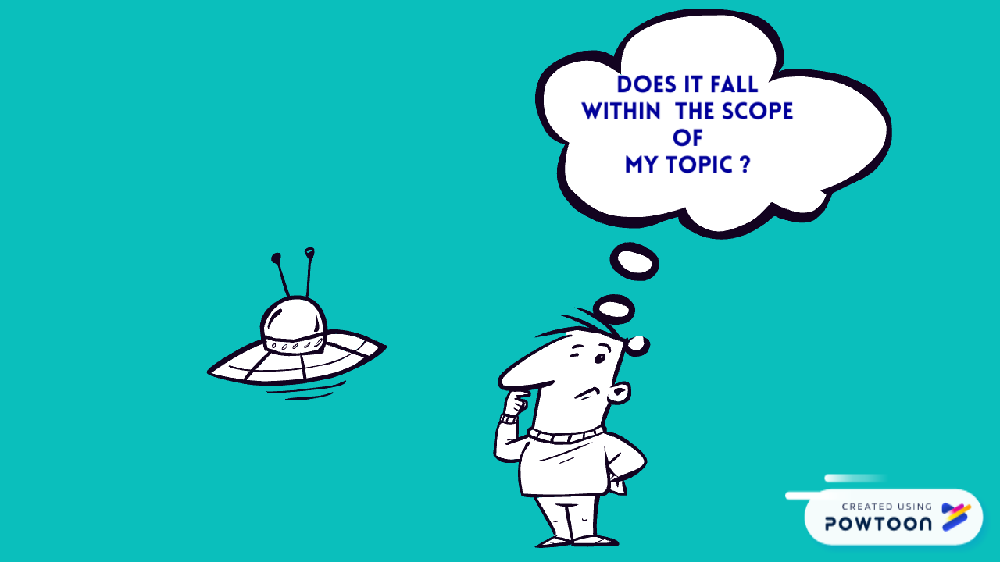 DOES IT FALL
WITHIN THE SCOPE
OF
MY TOPIC ?
CREATED USING
POWTOON